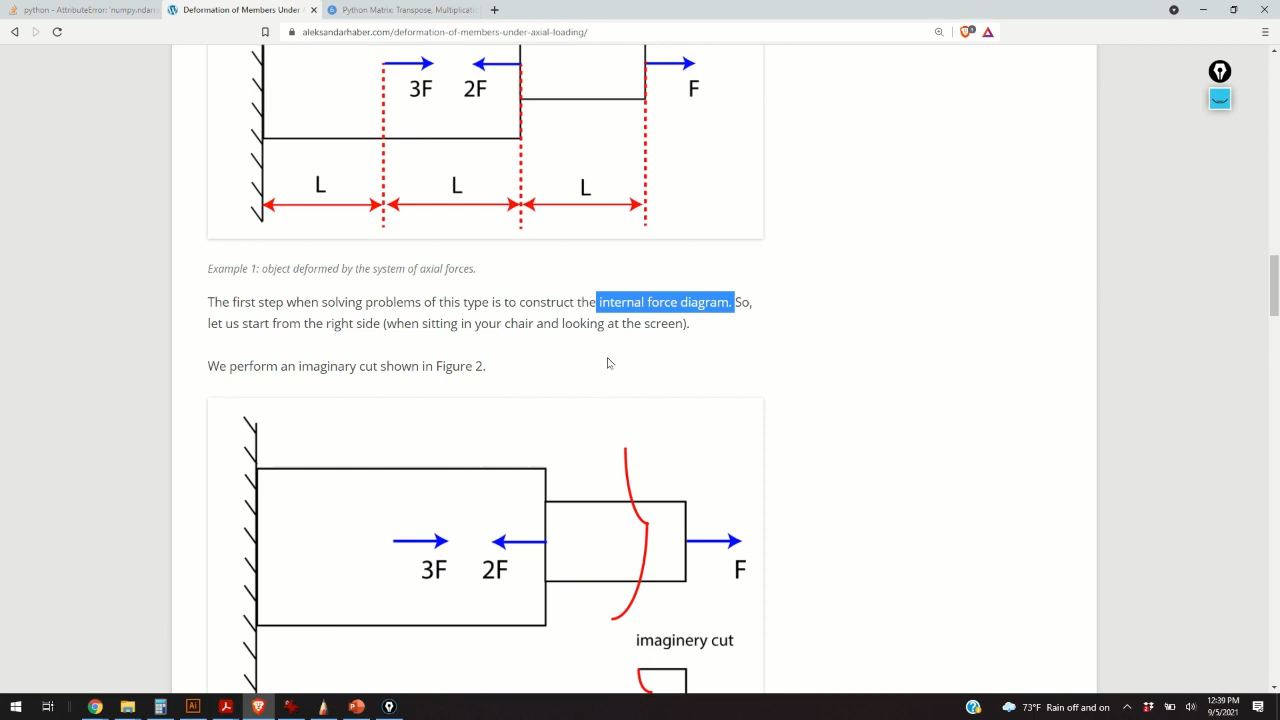 python - AttributeError: 'numpy.ndarr
Deformation of Members Under
Python Matrix: Transpose, Multiplicati
aleksandarhaber.com/deformation-of-members-under-axial-loading/
3F 2F F
L L L
Example 1: object deformed by the system of axial forces.
The first step when solving problems of this type is to construct the internal force diagram. So,
let us start from the right side (when sitting in your chair and looking at the screen).
We perform an imaginary cut shown in Figure 2.
3F 2F F
imaginery cut
Ai
73°F Rain off and on
12:39 PM
9/5/2021